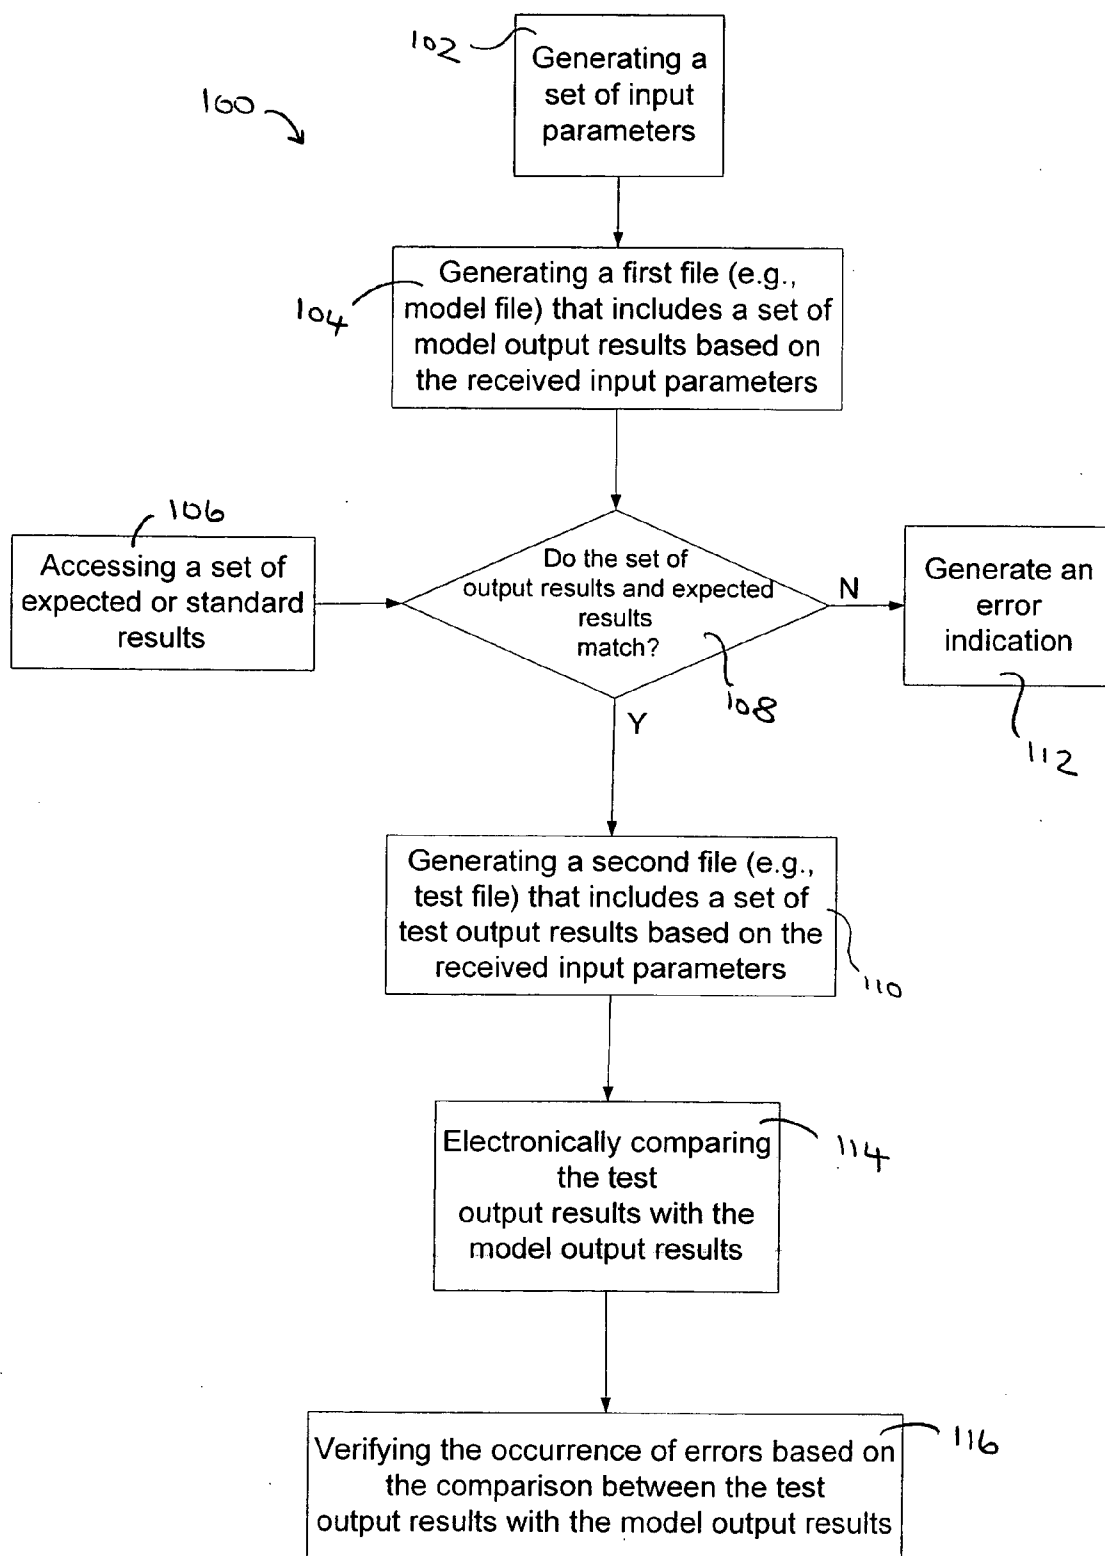 102
Generating a
set of input
parameters
100
Generating a first file (e.g.,
model file) that includes a set of
model output results based on
the received input parameters
104
106
Accessing a set of
expected or standard
results
Do the set of
output results and expected
results
match?
N
Generate an
error
indication
108
Y
112
Generating a second file (e.g.,
test file) that includes a set of
test output results based on the
received input parameters
110
Electronically comparing
the test
output results with the
model output results
114
Verifying the occurrence of errors based on
the comparison between the test
output results with the model output results
116